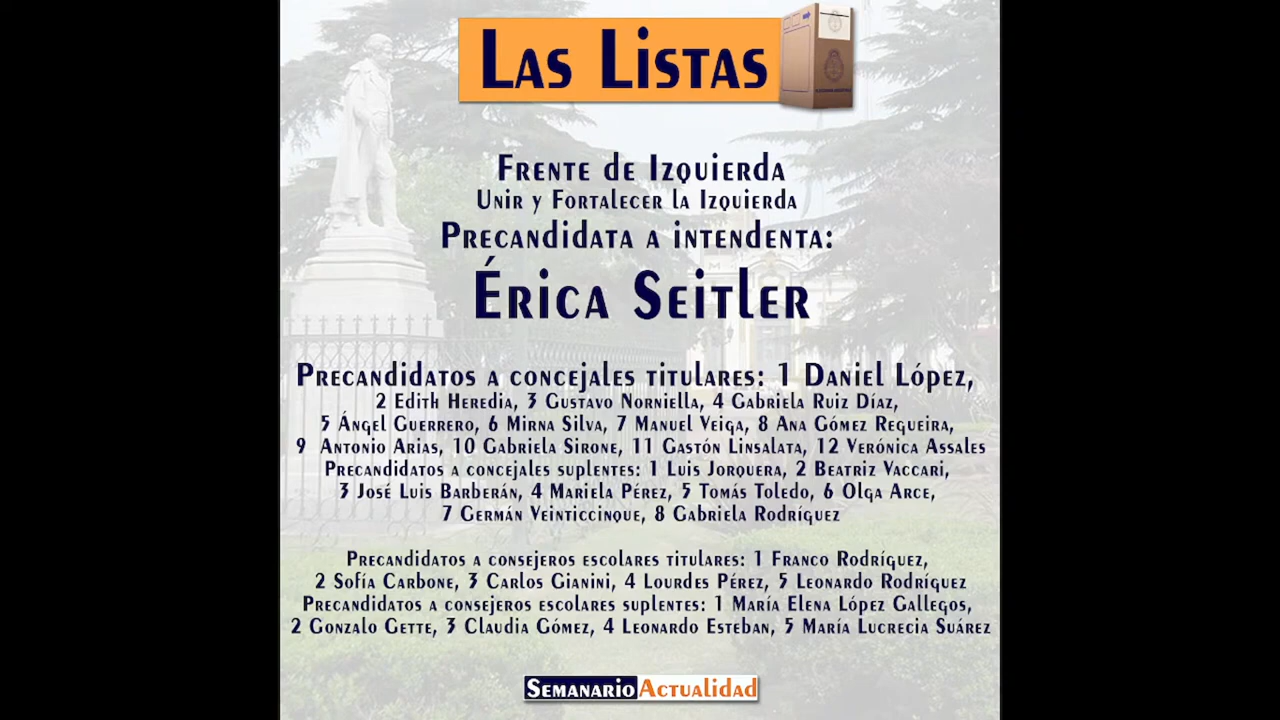 Las Listas
Frente de Izquierda
Unir y Fortalecer la Izquierda
Precandidata a intendenta:
Érica Seitler
Precandidatos a concejales titulares: 1 Daniel López,
2 Edith Heredia, 3 Gustavo Norniella, 4 Gabriela Ruiz Díaz,
5 Ángel Guerrero, 6 Mirna Silva, 7 Manuel Veiga, 8 Ana Gómez Regueira,
9 Antonio Arias, 10 Gabriela Sirone, 11 Gastón Linsalata, 12 Verónica Assales
Precandidatos a concejales suplentes: 1 Luis Jorquera, 2 Beatriz Vaccari,
3 José Luis Barberán, 4 Mariela Pérez, 5 Tomás Toledo, 6 Olga Arce,
7 Germán Veinticcinque, 8 Gabriela Rodríguez
Precandidatos a consejeros escolares titulares: 1 Franco Rodríguez,
2 Sofía Carbone, 3 Carlos Gianini, 4 Lourdes Pérez, 5 Leonardo Rodríguez
Precandidatos a consejeros escolares suplentes: 1 María Elena López Gallegos,
2 Gonzalo Gette, 3 Claudia Gómez, 4 Leonardo Esteban, 5 María Lucrecia Suárez
Semanario Actualidad